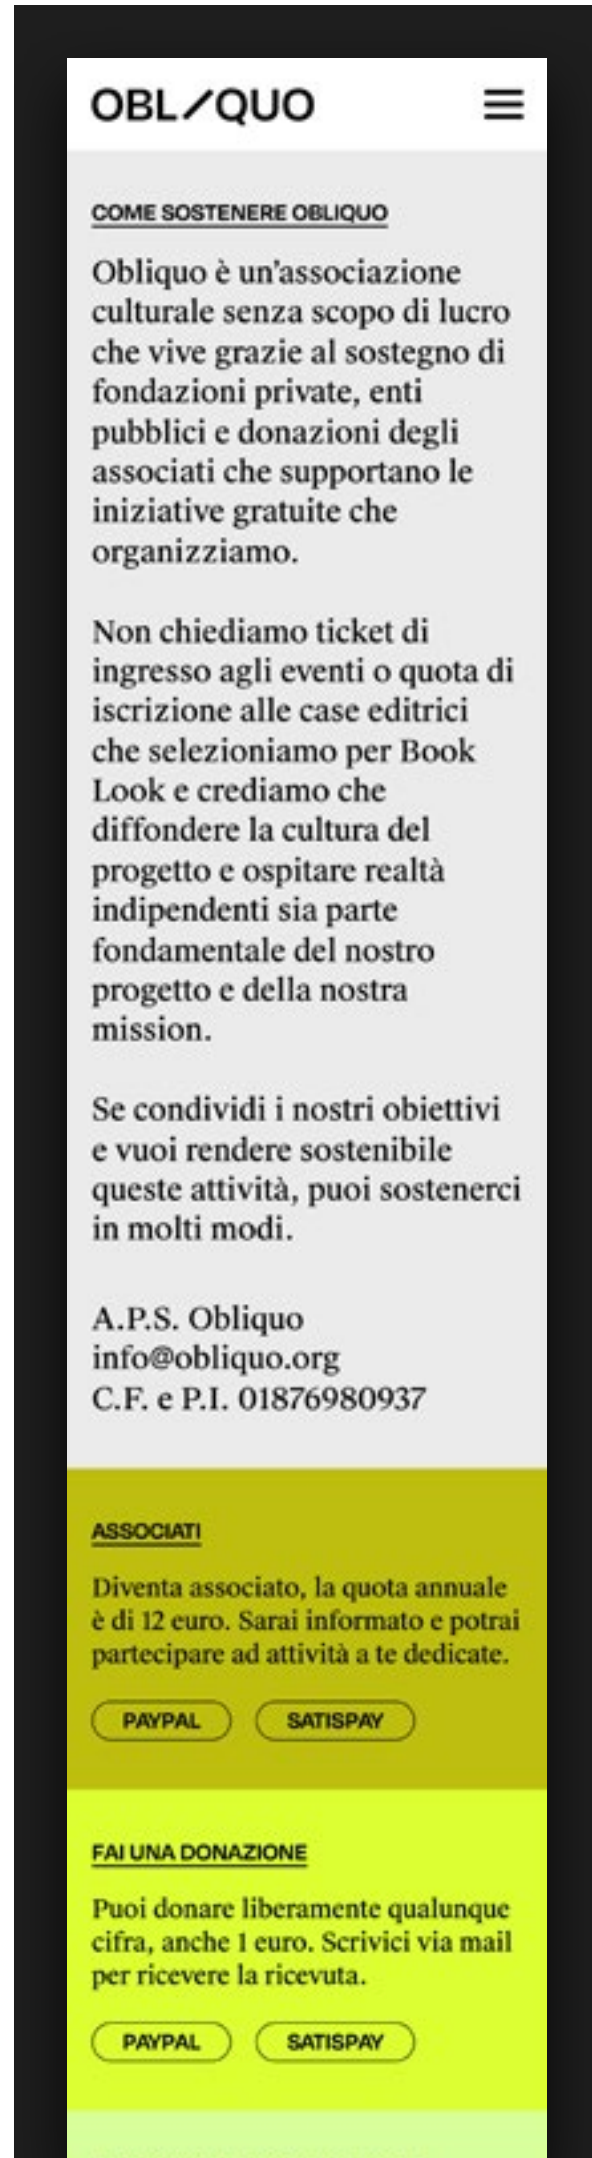 OBL/QUO
COME SOSTENERE OBLIQUO
Obliquo è un'associazione
culturale senza scopo di lucro
che vive grazie al sostegno di
fondazioni private, enti
pubblici e donazioni degli
associati che supportano le
iniziative gratuite che
organizziamo.
Non chiediamo ticket di
ingresso agli eventi o quota di
iscrizione alle case editrici
che selezioniamo per Book
Look e crediamo che
diffondere la cultura del
progetto e ospitare realtà
indipendenti sia parte
fondamentale del nostro
progetto e della nostra
mission.
Se condividi i nostri obiettivi
e vuoi rendere sostenibile
queste attività, puoi sostenerci
in molti modi.
A.P.S. Obliquo
info@obliquo.org
C.F. e P.I. 01876980937
ASSOCIATI
Diventa associato, la quota annuale
è di 12 euro. Sarai informato e potrai
partecipare ad attività a te dedicate.
PAYPAL SATISPAY
FAI UNA DONAZIONE
Puoi donare liberamente qualunque
cifra, anche 1 euro. Scrivici via mail
per ricevere la ricevuta.
PAYPAL SATISPAY